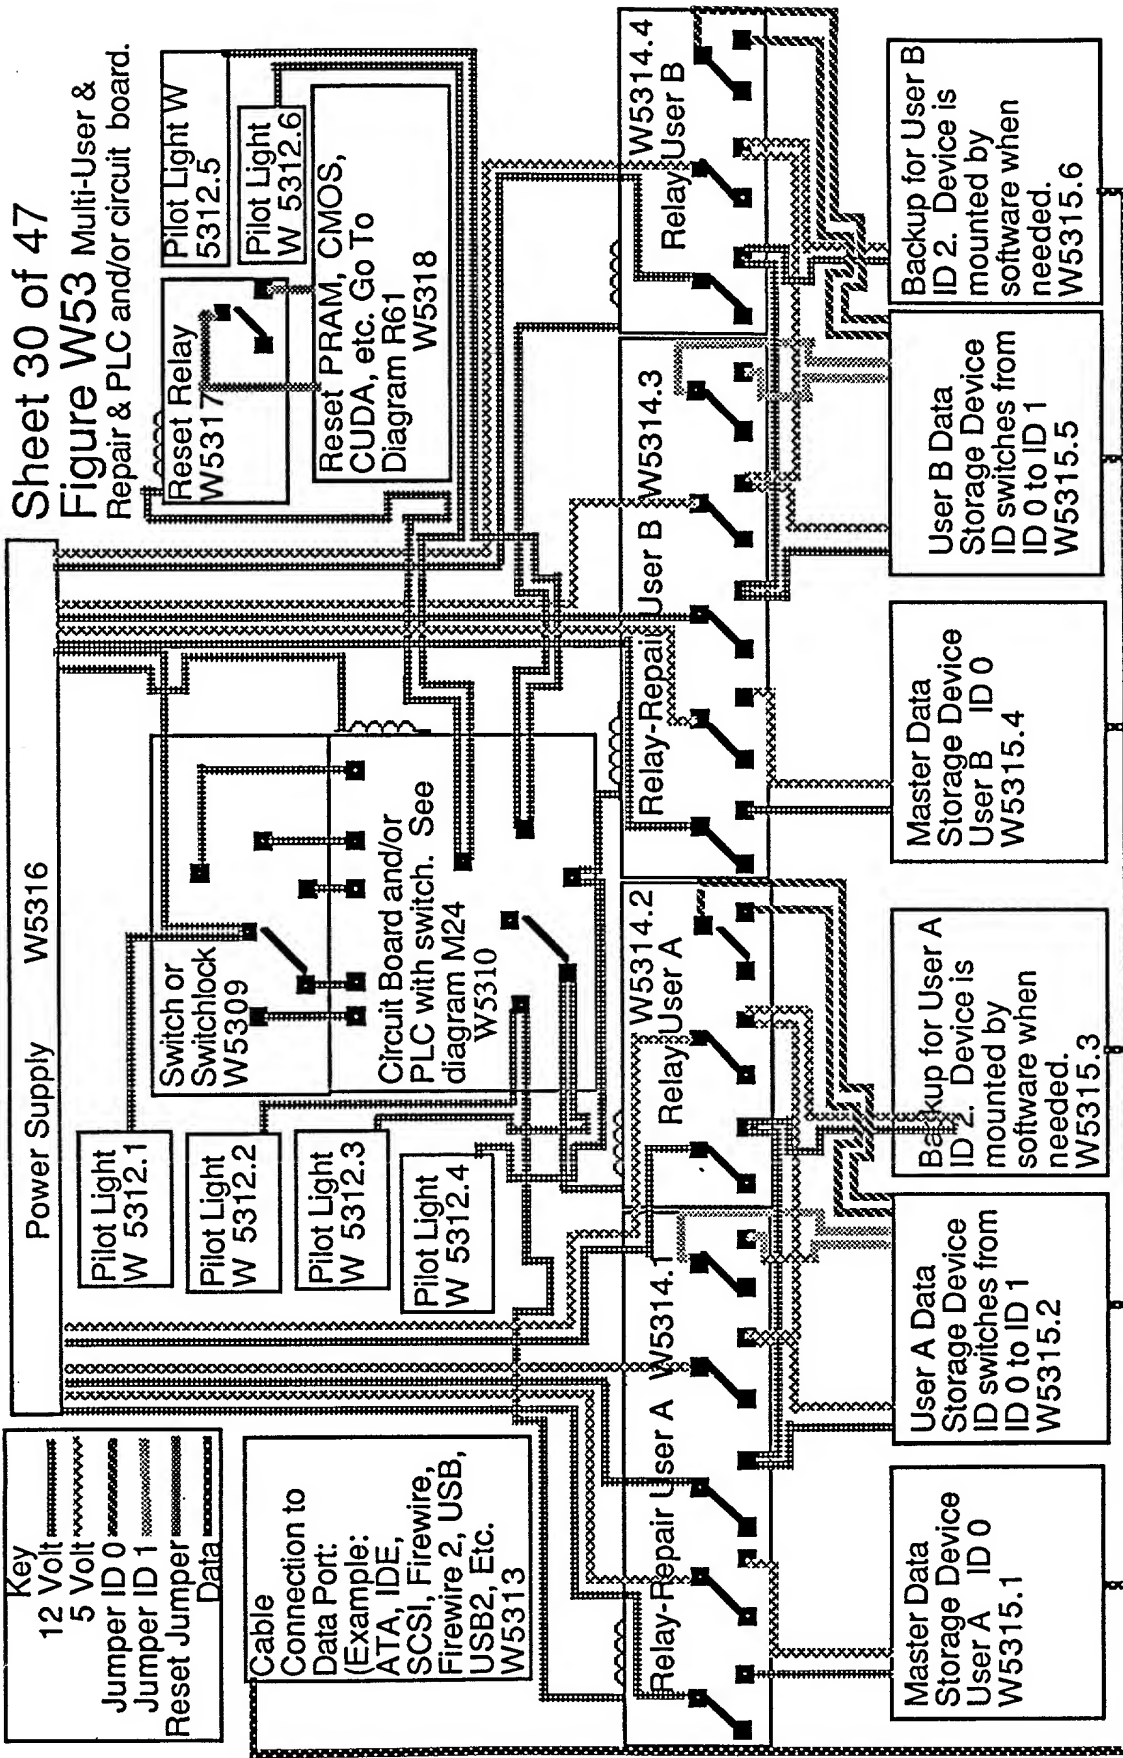 Sheet 30 of 47
Figure W53 Multi-User &
Repair & PLC and/or circuit board.
Key
12 Volt
5 Volt
Jumper ID 0
Jumper ID 1
Reset Jumper
Data
Power Supply W5316
Pilot Light W
5312.5
Pilot Light
W 5312.6
Reset Relay
W5317
Reset PRAM, CMOS,
CUDA, etc. Go To
Diagram R61
W5318
Cable
Connection to
Data Port:
(Example:
ATA, IDE,
SCSI, Firewire,
Firewire 2, USB,
USB2, Etc.
W5313
Pilot Light
W 5312.1
Pilot Light
W 5312.2
Pilot Light
W 5312.3
Pilot Light
W 5312.4
Switch or
Switchlock
W5309
Circuit Board and/or
PLC with switch. See
diagram M24
W5310
Relay-Repair User A W5314.1
W5314.2
Relay User A
Relay-Repair User B W5314.3
W5314.4
Relay User B
Master Data
Storage Device
User A ID 0
W5315.1
User A Data
Storage Device
ID switches from
ID 0 to ID 1
W5315.2
Backup for User A
ID 2. Device is
mounted by
software when
needed.
W5315.3
Master Data
Storage Device
User B ID 0
W5315.4
User B Data
Storage Device
ID switches from
ID 0 to ID 1
W5315.5
Backup for User B
ID 2. Device is
mounted by
software when
needed.
W5315.6